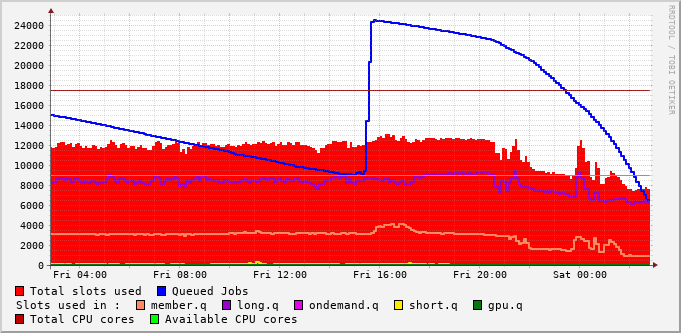 RRDTOOL / TOBI OETIKER
24000
22000
20000
18000
16000
14000
12000
10000
8000
6000
4000
2000
0
Fri 04:00 Fri 08:00 Fri 12:00 Fri 16:00 Fri 20:00 Sat 00:00
Total slots used Queued Jobs
Slots used in : member.q long.q ondemand.q short.q gpu.q
Total CPU cores Available CPU cores